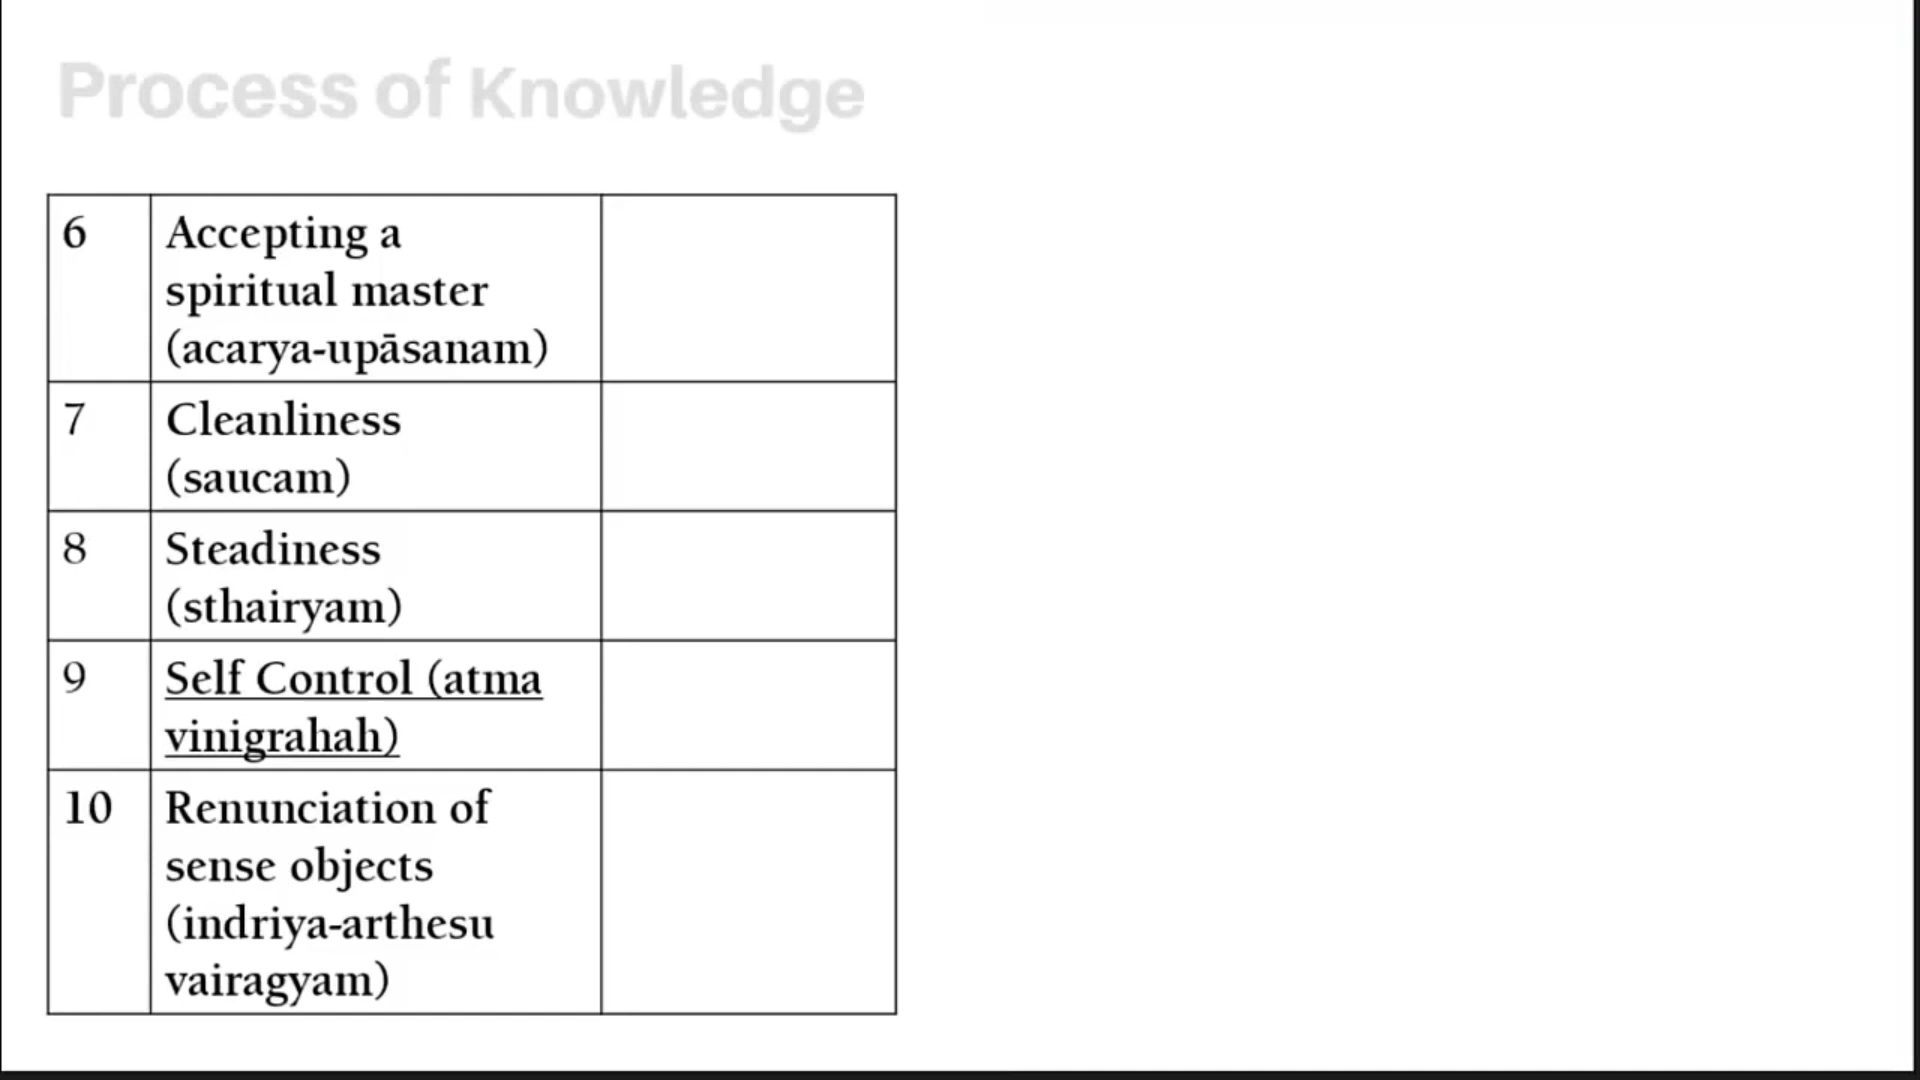 Process of Knowledge
6
Accepting a
spiritual master
(acarya-upāsanam)
7
Cleanliness
(saucam)
8
Steadiness
(sthairyam)
9
Self Control (atma
vinigrahah)
10
Renunciation of
sense objects
(indriya-arthesu
vairagyam)